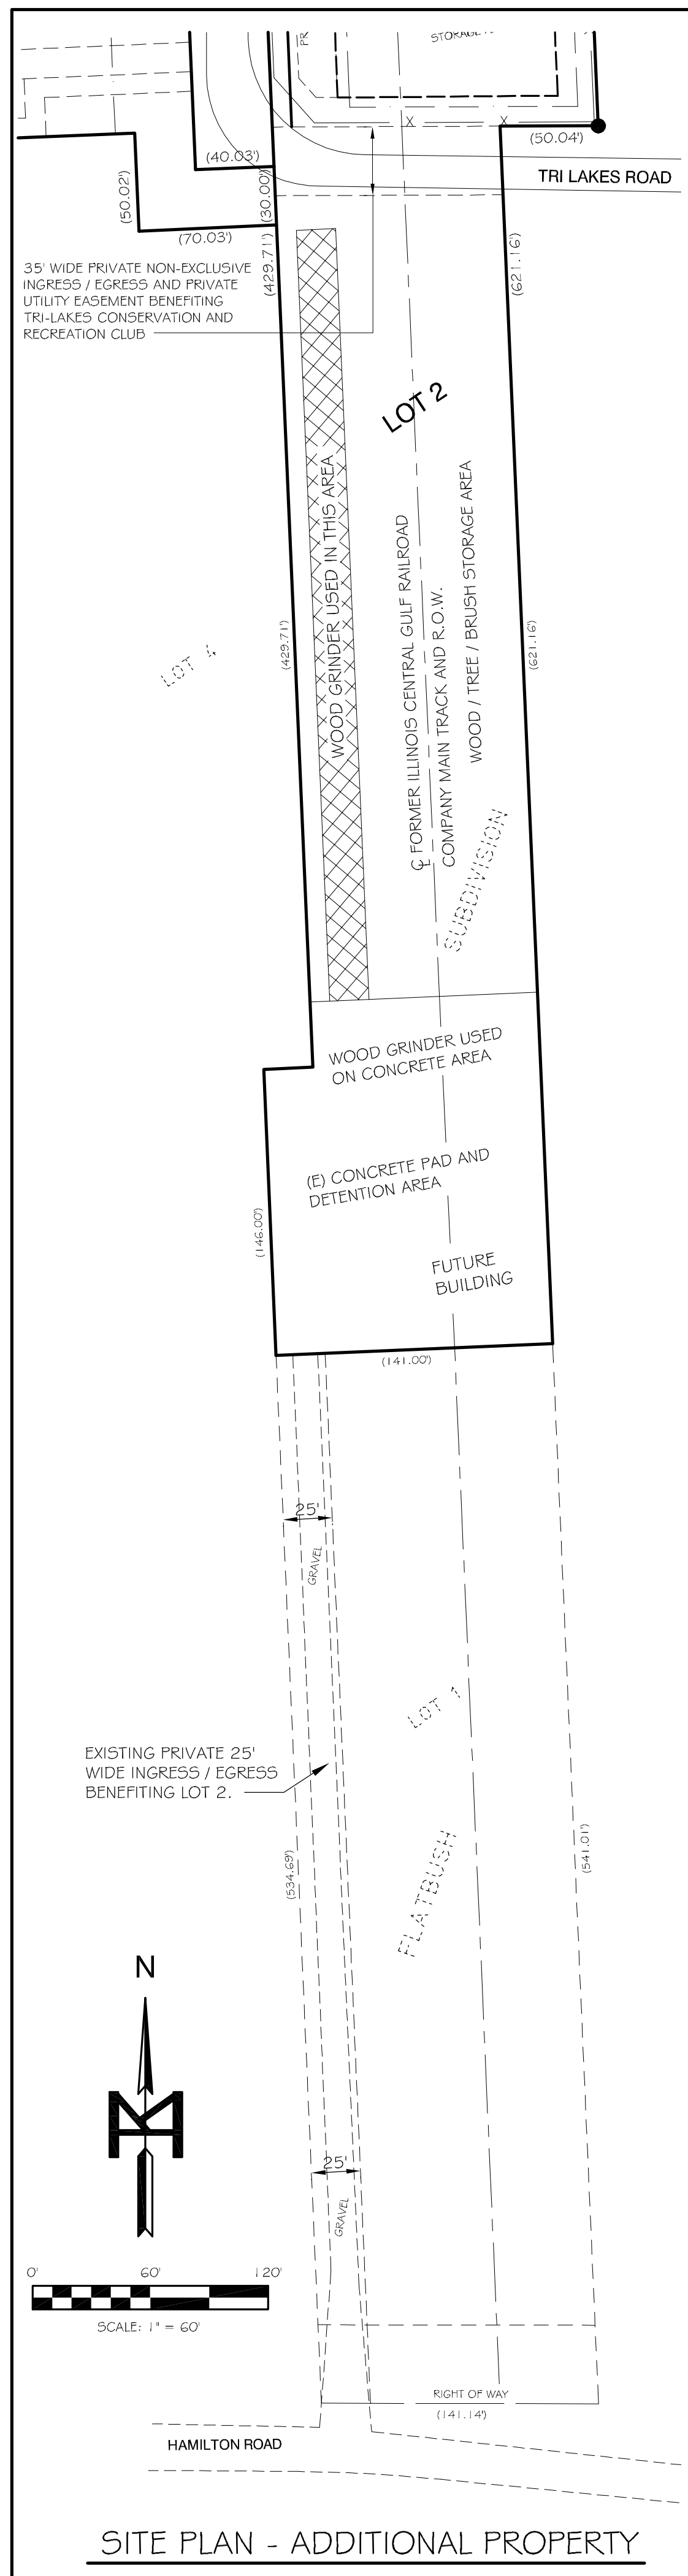 PR
STORAGE
(50.04')
TRI LAKES ROAD
(40.03')
(50.02')
(30.00')
(70.03')
(429.71')
(621.16')
35' WIDE PRIVATE NON-EXCLUSIVE
INGRESS / EGRESS AND PRIVATE
UTILITY EASEMENT BENEFITING
TRI-LAKES CONSERVATION AND
RECREATION CLUB
LOT 2
WOOD GRINDER USED IN THIS AREA
℄ FORMER ILLINOIS CENTRAL GULF RAILROAD
COMPANY MAIN TRACK AND R.O.W.
WOOD / TREE / BRUSH STORAGE AREA
(429.71')
(621.16')
LOT 4
SUBDIVISION
WOOD GRINDER USED
ON CONCRETE AREA
(E) CONCRETE PAD AND
DETENTION AREA
(146.00')
FUTURE
BUILDING
(141.00')
25'
GRAVEL
LOT 1
EXISTING PRIVATE 25'
WIDE INGRESS / EGRESS
BENEFITING LOT 2.
(534.69')
(541.01')
FLATBUSH
N
25'
GRAVEL
0' 60' 120'
SCALE: 1" = 60'
RIGHT OF WAY
(141.14')
HAMILTON ROAD
X X
SITE PLAN - ADDITIONAL PROPERTY